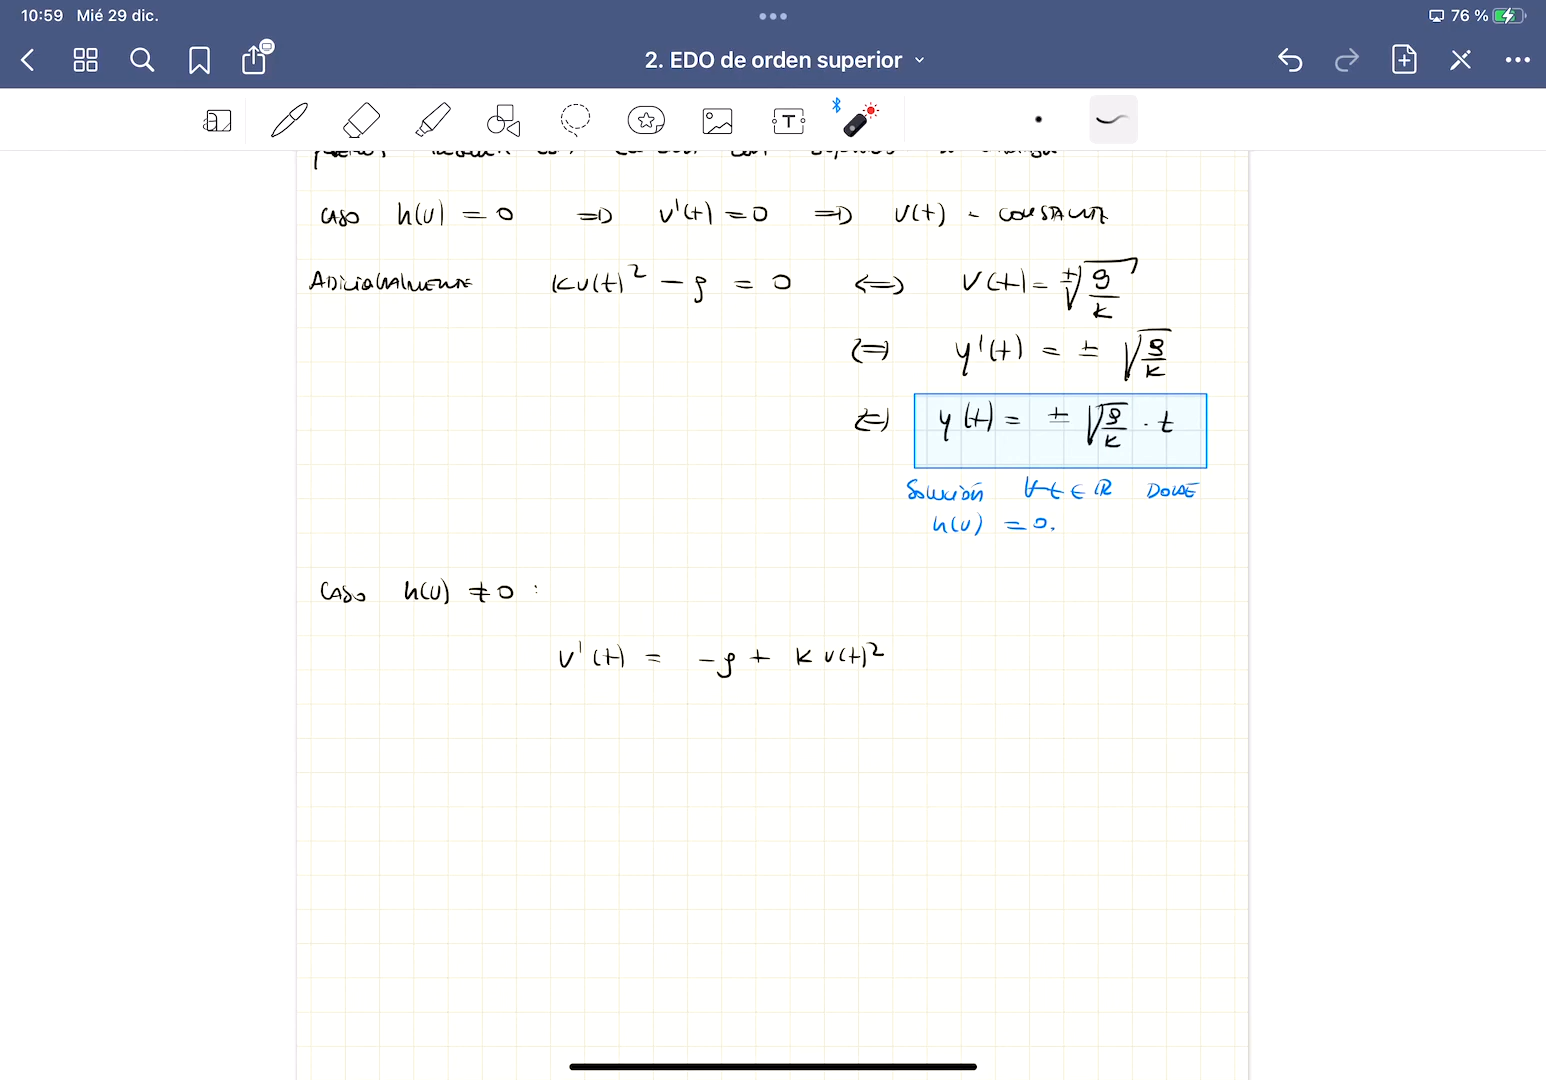 10:59 Mié 29 dic. 76 %
2. EDO de orden superior
CASO h(v) = 0 ⇒ v'(t) = 0 ⇒ v(t) = CONSTANTE
ADICIONALMENTE kv(t)² - g = 0 ⟺ v(t) = ±√(g/k)
⟺ y'(t) = ± √(g/k)
⟺ y(t) = ± √(g/k) · t
SOLUCIÓN ∀t ∈ ℝ DONDE
h(v) = 0.
CASO h(v) ≠ 0 :
v'(t) = -g + k v(t)²